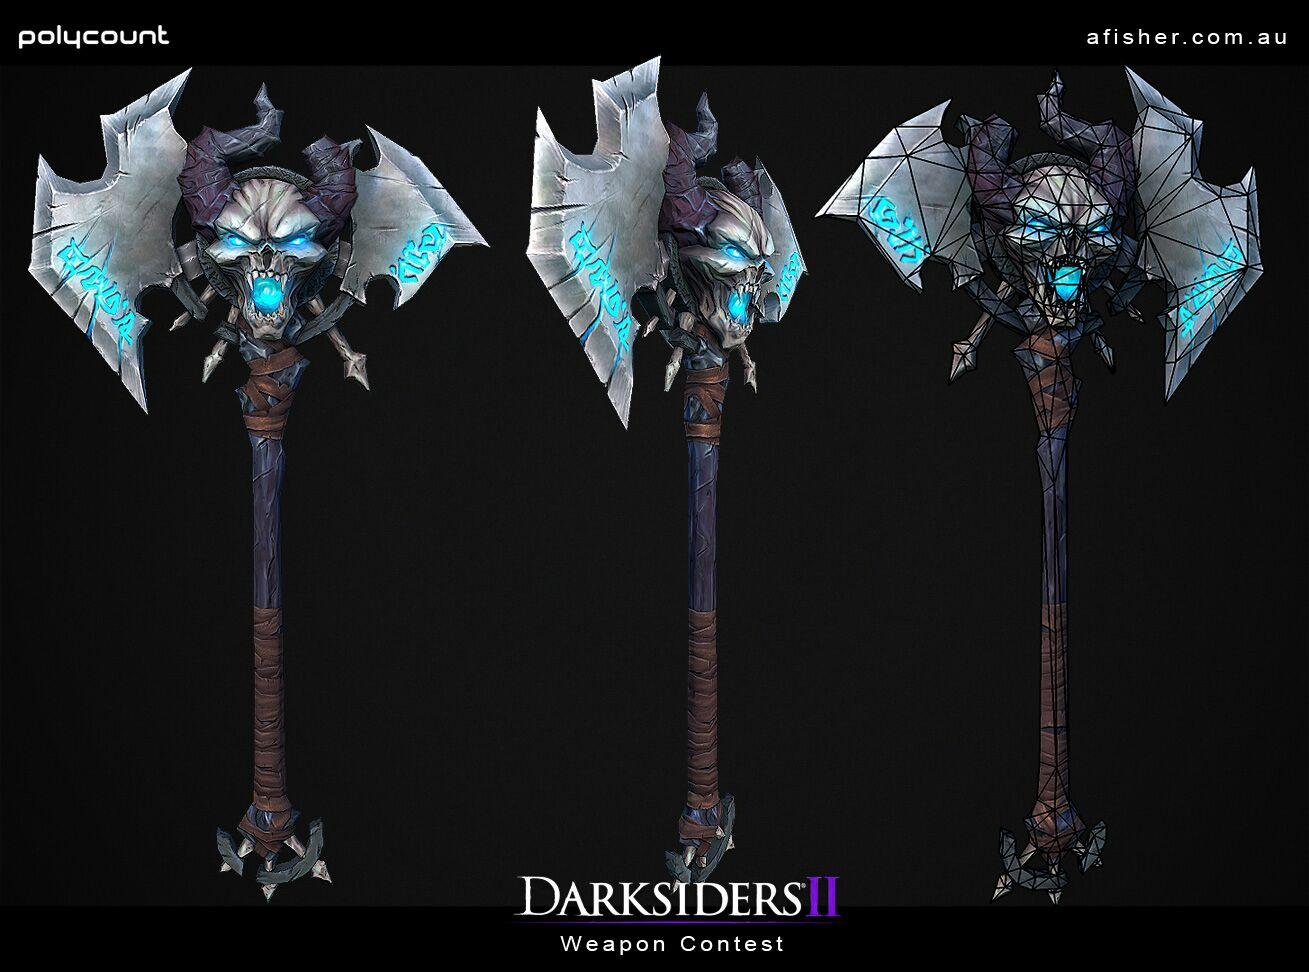 polycount
afisher.com.au
DARKSIDERS II
Weapon Contest